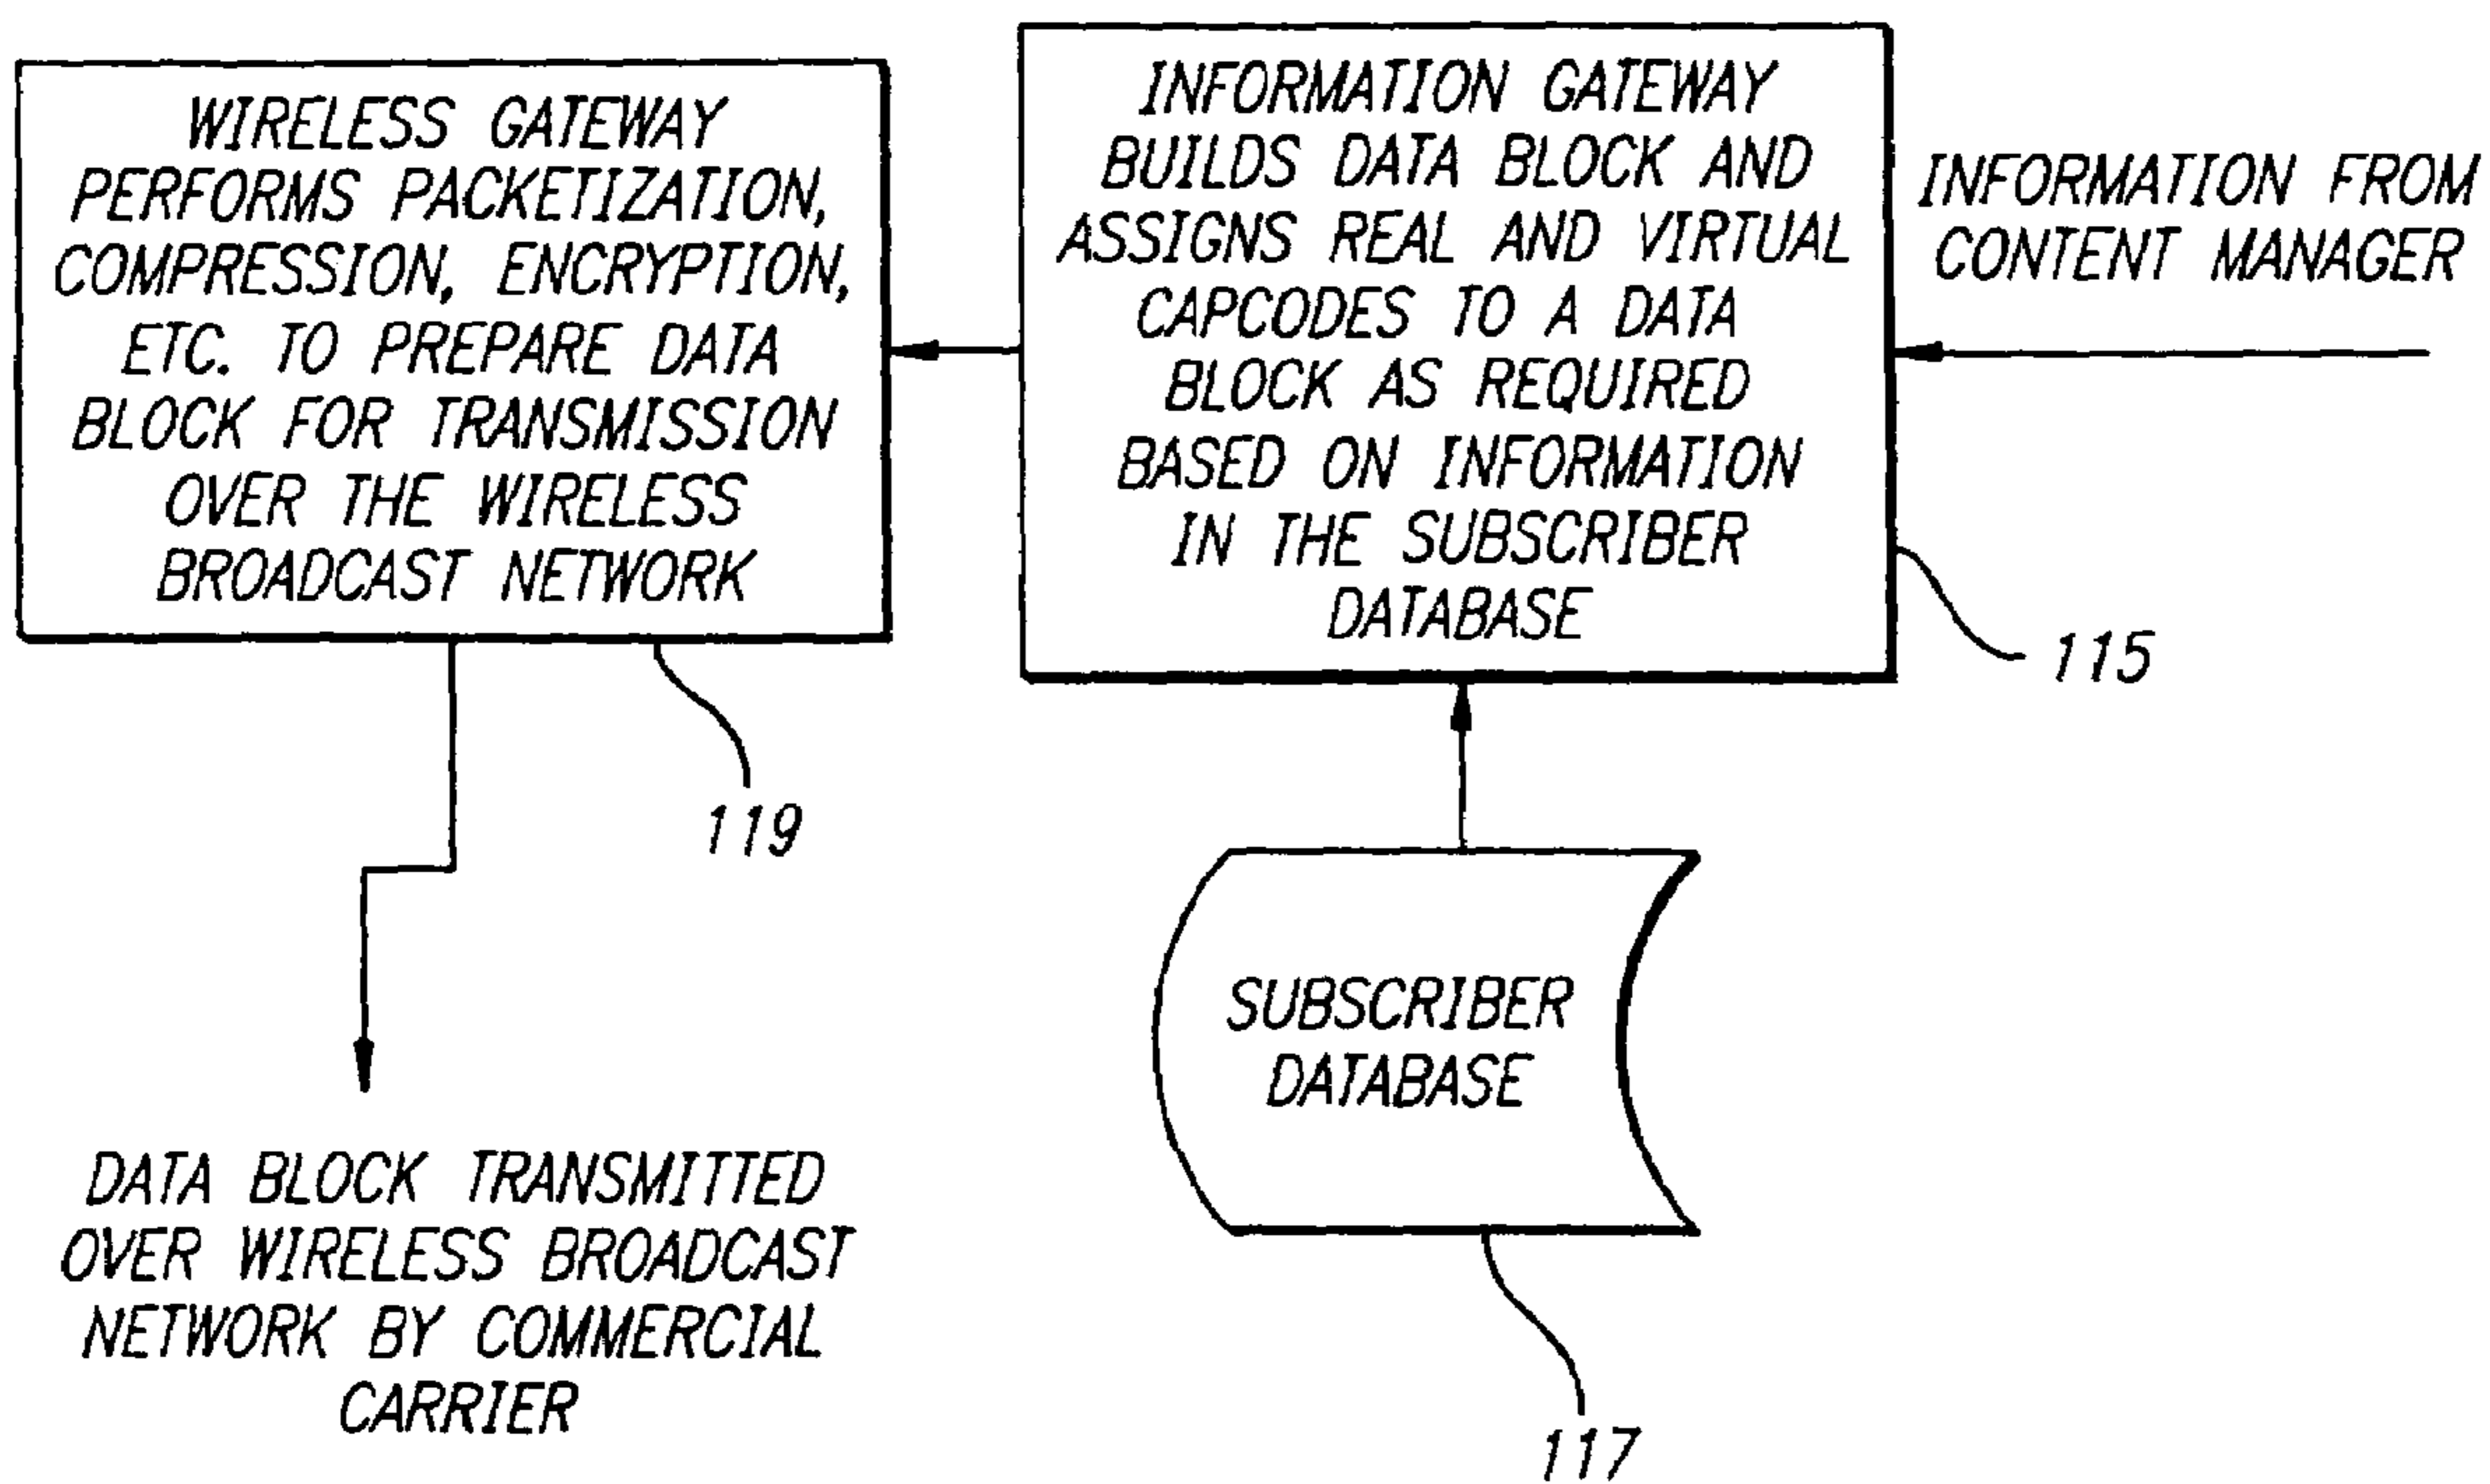 WIRELESS GATEWAY
PERFORMS PACKETIZATION,
COMPRESSION, ENCRYPTION,
ETC. TO PREPARE DATA
BLOCK FOR TRANSMISSION
OVER THE WIRELESS
BROADCAST NETWORK
119
INFORMATION GATEWAY
BUILDS DATA BLOCK AND
ASSIGNS REAL AND VIRTUAL
CAPCODES TO A DATA
BLOCK AS REQUIRED
BASED ON INFORMATION
IN THE SUBSCRIBER
DATABASE
115
INFORMATION FROM
CONTENT MANAGER
SUBSCRIBER
DATABASE
117
DATA BLOCK TRANSMITTED
OVER WIRELESS BROADCAST
NETWORK BY COMMERCIAL
CARRIER